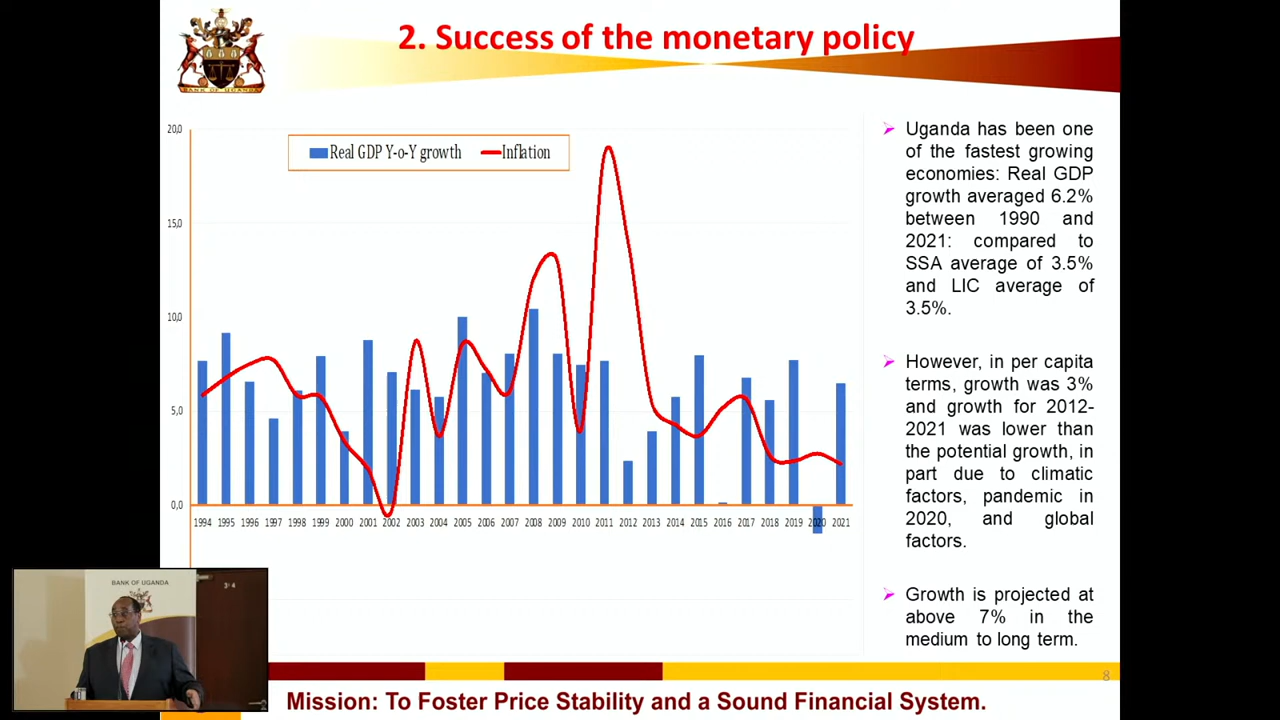 2. Success of the monetary policy
BANK OF UGANDA
20,0
15,0
10,0
5,0
0,0
Real GDP Y-o-Y growth
Inflation
1994 1995 1996 1997 1998 1999 2000 2001 2002 2003 2004 2005 2006 2007 2008 2009 2010 2011 2012 2013 2014 2015 2016 2017 2018 2019 2020 2021
Uganda has been one
of the fastest growing
economies: Real GDP
growth averaged 6.2%
between 1990 and
2021: compared to
SSA average of 3.5%
and LIC average of
3.5%.
However, in per capita
terms, growth was 3%
and growth for 2012-
2021 was lower than
the potential growth, in
part due to climatic
factors, pandemic in
2020, and global
factors.
Growth is projected at
above 7% in the
medium to long term.
BANK OF UGANDA
8
Mission: To Foster Price Stability and a Sound Financial System.